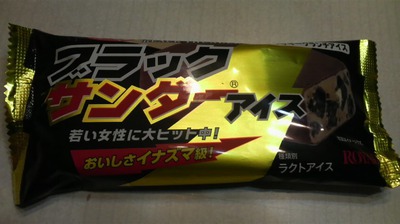 ブラック
サンダー®アイス
若い女性に大ヒット中!
おいしさイナズマ級!
種類別
ラクトアイス